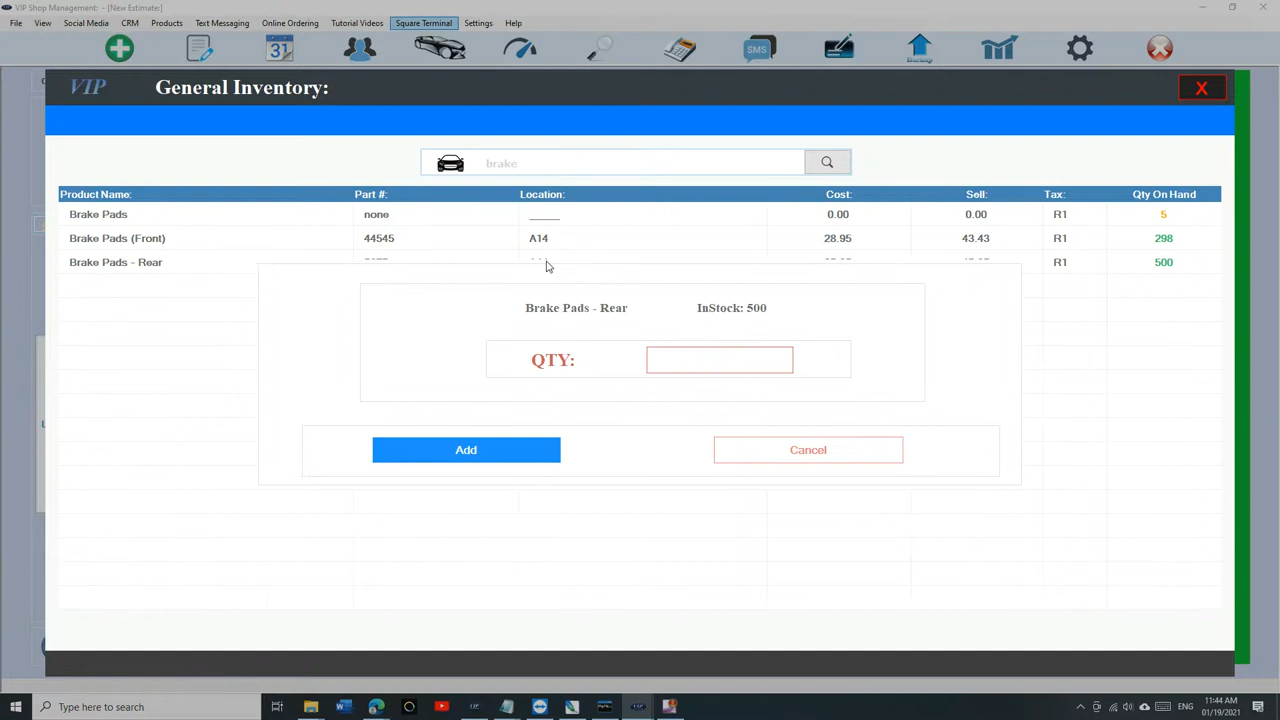 VIP Shop Management: - [New Estimate:]
File View Social Media CRM Products Text Messaging Online Ordering Tutorial Videos Square Terminal Settings Help
31
SMS
Backup
VIP General Inventory: X
brake
Product Name: Part #: Location: Cost: Sell: Tax: Qty On Hand
Brake Pads none _____ 0.00 0.00 R1 5
Brake Pads (Front) 44545 A14 28.95 43.43 R1 298
Brake Pads - Rear R1 500
Brake Pads - Rear InStock: 500
QTY:
Add Cancel
Type here to search
11:44 AM
01/19/2021